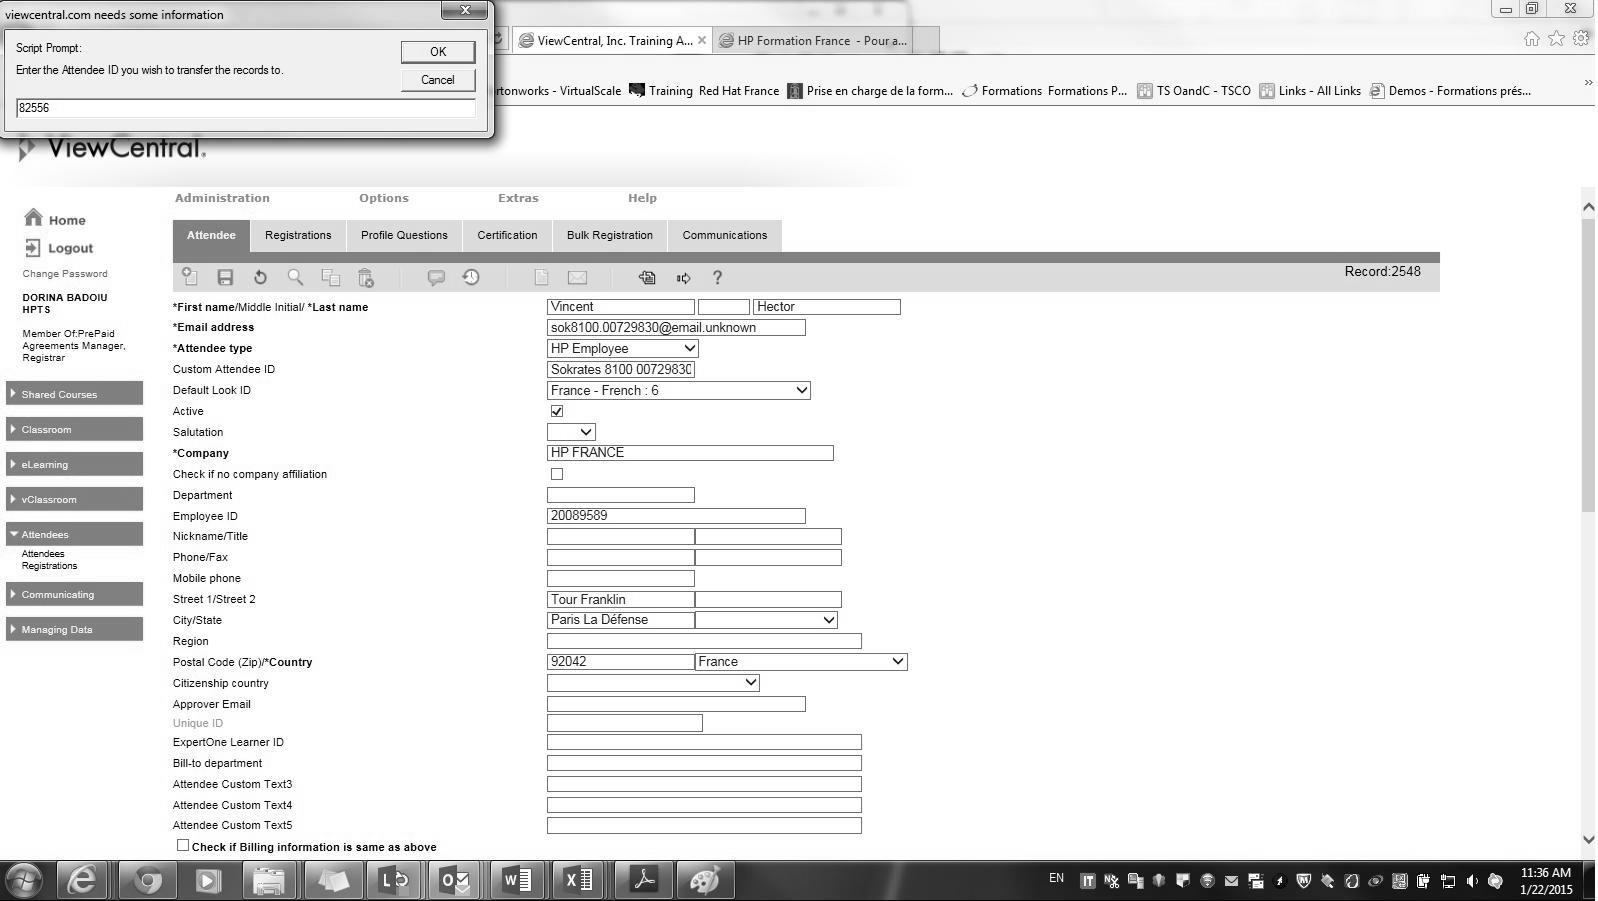 viewcentral.com needs some information
Script Prompt:
OK
Enter the Attendee ID you wish to transfer the records to.
Cancel
82556
ViewCentral, Inc. Training A...
HP Formation France - Pour a...
rtonworks - VirtualScale
Training Red Hat France
Prise en charge de la form...
Formations Formations P...
TS OandC - TSCO
Links - All Links
Demos - Formations prés...
ViewCentral.
Administration Options Extras Help
Home
Logout
Change Password
DORINA BADOIU
HPTS
Member Of:PrePaid
Agreements Manager,
Registrar
Shared Courses
Classroom
eLearning
vClassroom
Attendees
Attendees
Registrations
Communicating
Managing Data
Attendee Registrations Profile Questions Certification Bulk Registration Communications
Record:2548
*First name/Middle Initial/ *Last name Vincent Hector
*Email address sok8100.00729830@email.unknown
*Attendee type HP Employee
Custom Attendee ID Sokrates 8100 00729830
Default Look ID France - French : 6
Active
Salutation
*Company HP FRANCE
Check if no company affiliation
Department
Employee ID 20089589
Nickname/Title
Phone/Fax
Mobile phone
Street 1/Street 2 Tour Franklin
City/State Paris La Défense
Region
Postal Code (Zip)/*Country 92042 France
Citizenship country
Approver Email
Unique ID
ExpertOne Learner ID
Bill-to department
Attendee Custom Text3
Attendee Custom Text4
Attendee Custom Text5
Check if Billing information is same as above
EN
11:36 AM
1/22/2015